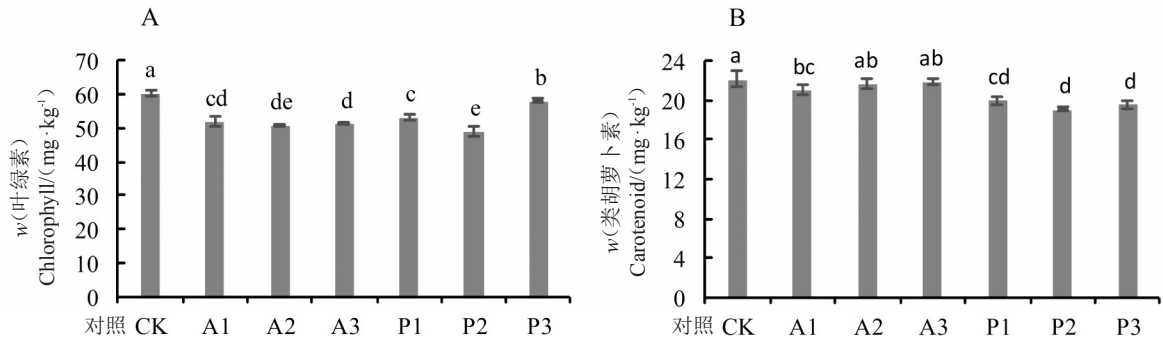 A
w(叶绿素)
Chlorophyll/(mg·kg⁻¹)
70
60
50
40
30
20
10
0
a
cd
de
d
c
e
b
对照 CK A1 A2 A3 P1 P2 P3
B
w(类胡萝卜素)
Carotenoid/(mg·kg⁻¹)
24
20
16
12
8
4
0
a
bc
ab
ab
cd
d
d
对照 CK A1 A2 A3 P1 P2 P3